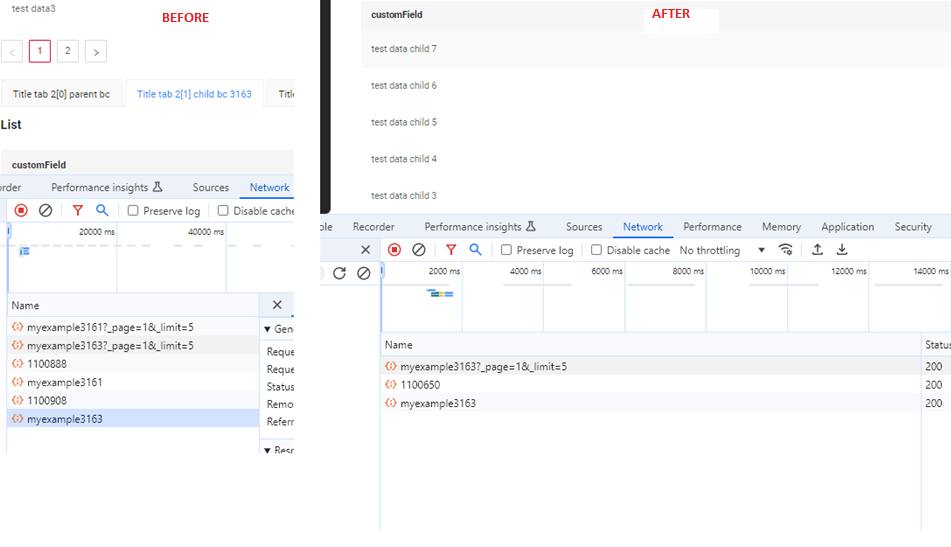 test data3
BEFORE
< 1 2 >
Title tab 2[0] parent bc
Title tab 2[1] child bc 3163
Title
List
customField
order
Performance insights
Sources
Network
Preserve log
Disable cache
20000 ms
40000 ms
Name
myexample3161?_page=1&_limit=5
myexample3163?_page=1&_limit=5
1100888
myexample3161
1100908
myexample3163
Gene
Reque
Reque
Status
Remo
Referr
Resp
customField
AFTER
test data child 7
test data child 6
test data child 5
test data child 4
test data child 3
ole
Recorder
Performance insights
Sources
Network
Performance
Memory
Application
Security
Preserve log
Disable cache
No throttling
2000 ms
4000 ms
6000 ms
8000 ms
10000 ms
12000 ms
14000 ms
Name
Status
myexample3163?_page=1&_limit=5
200
1100650
200
myexample3163
200